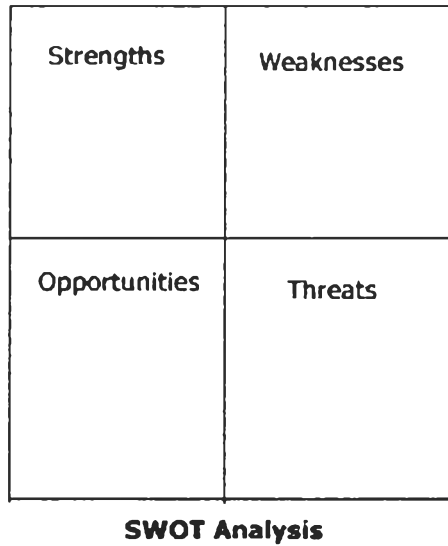 Strengths
Weaknesses
Opportunities
Threats
SWOT Analysis